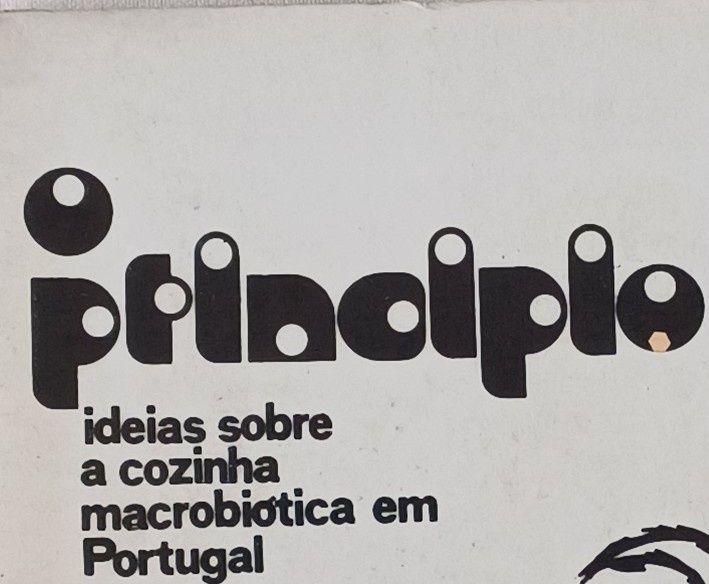 o
principio
ideias sobre
a cozinha
macrobiótica em
Portugal